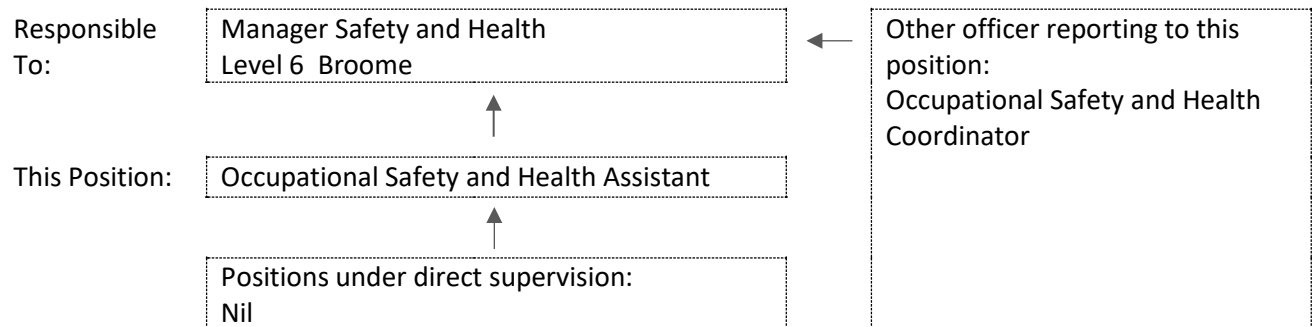 Responsible
To:
Manager Safety and Health
Level 6  Broome
Other officer reporting to this
position:
Occupational Safety and Health
Coordinator
This Position:
Occupational Safety and Health Assistant
Positions under direct supervision:
Nil